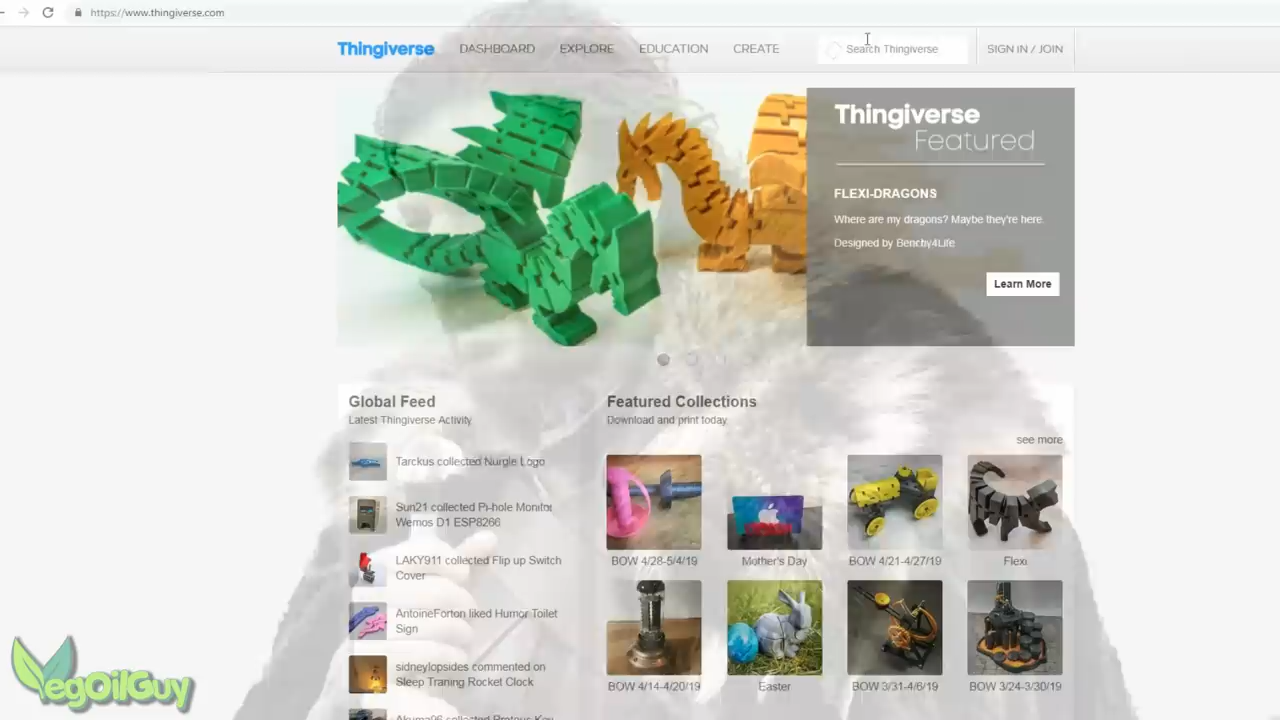 https://www.thingiverse.com
Thingiverse DASHBOARD EXPLORE EDUCATION CREATE Search Thingiverse SIGN IN / JOIN
Thingiverse
Featured
FLEXI-DRAGONS
Where are my dragons? Maybe they're here.
Designed by Benchy4Life
Learn More
Global Feed
Latest Thingiverse Activity
Featured Collections
Download and print today
see more
Tarckus collected Nurgle Logo
Sun21 collected Pi-hole Monitor
Wemos D1 ESP8266
LAKY911 collected Flip up Switch
Cover
AntoineForton liked Humor Toilet
Sign
sidneylopsides commented on
Sleep Traning Rocket Clock
BOW 4/28-5/4/19
Mother's Day
BOW 4/21-4/27/19
Flexi
BOW 4/14-4/20/19
Easter
BOW 3/31-4/6/19
BOW 3/24-3/30/19
VegOilGuy